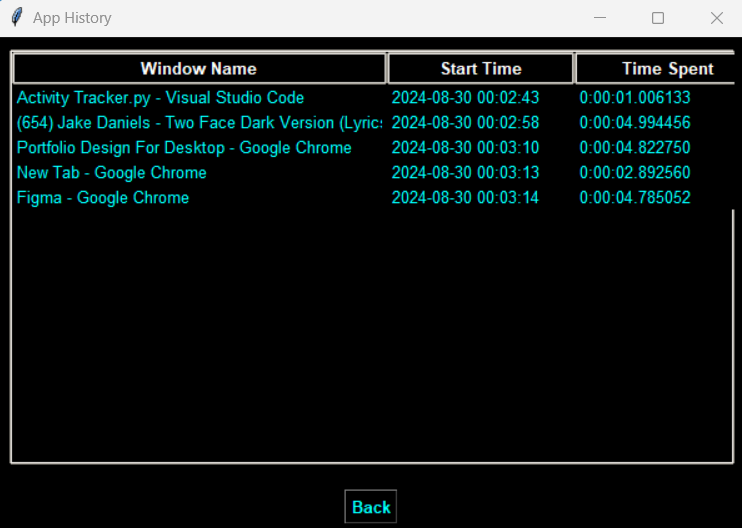 App History
Window Name Start Time Time Spent
Activity Tracker.py - Visual Studio Code 2024-08-30 00:02:43 0:00:01.006133
(654) Jake Daniels - Two Face Dark Version (Lyrics 2024-08-30 00:02:58 0:00:04.994456
Portfolio Design For Desktop - Google Chrome 2024-08-30 00:03:10 0:00:04.822750
New Tab - Google Chrome 2024-08-30 00:03:13 0:00:02.892560
Figma - Google Chrome 2024-08-30 00:03:14 0:00:04.785052
Back